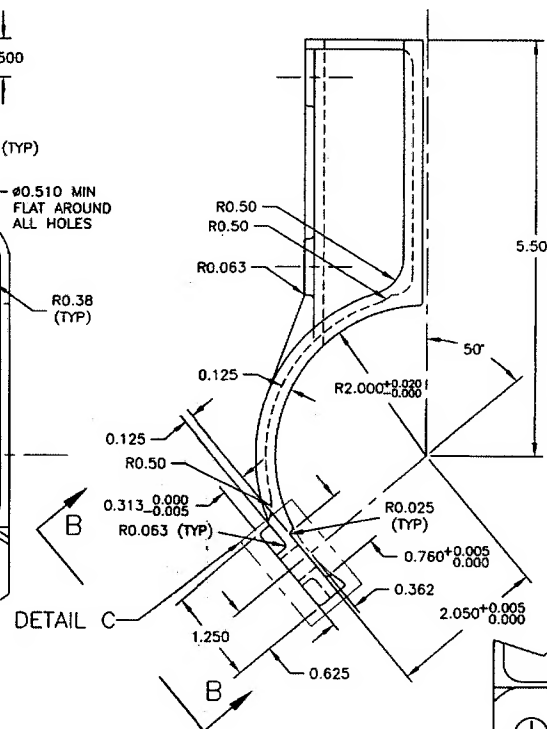 500
(TYP)
ø0.510 MIN
FLAT AROUND
ALL HOLES
R0.38
(TYP)
R0.50
R0.50
R0.063
5.50
50°
0.125
R2.000+0.020
-0.000
0.125
R0.50
0.313 0.000
-0.005
R0.063 (TYP)
R0.025
(TYP)
B
0.760+0.005
0.000
0.362
2.050+0.005
0.000
DETAIL C
1.250
0.625
B